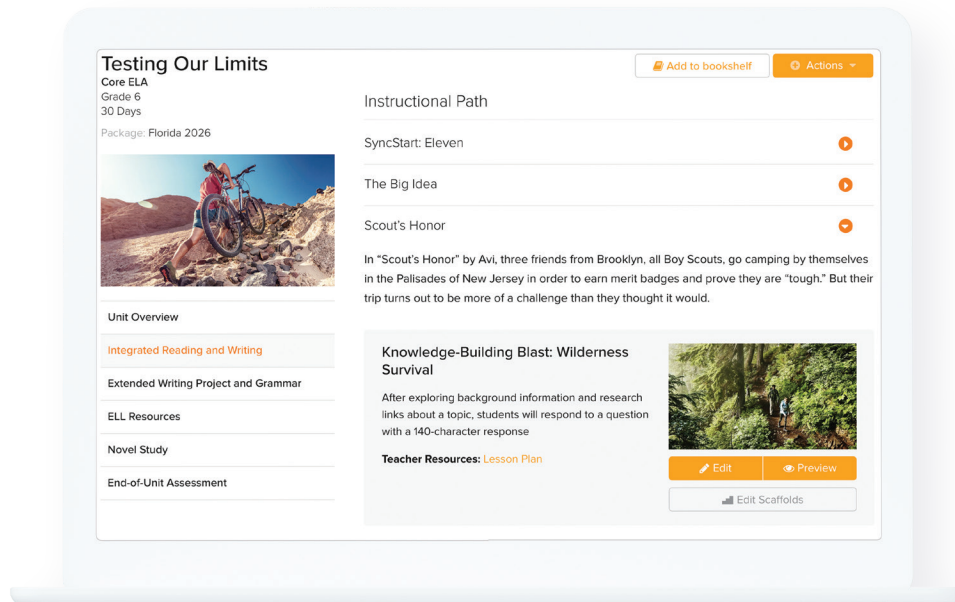 Testing Our Limits
Core ELA
Grade 6
30 Days
Package: Florida 2026
Unit Overview
Integrated Reading and Writing
Extended Writing Project and Grammar
ELL Resources
Novel Study
End-of-Unit Assessment
Add to bookshelf
Actions
Instructional Path
SyncStart: Eleven
The Big Idea
Scout's Honor
In “Scout's Honor” by Avi, three friends from Brooklyn, all Boy Scouts, go camping by themselves
in the Palisades of New Jersey in order to earn merit badges and prove they are “tough.” But their
trip turns out to be more of a challenge than they thought it would.
Knowledge-Building Blast: Wilderness
Survival
After exploring background information and research
links about a topic, students will respond to a question
with a 140-character response
Teacher Resources: Lesson Plan
Edit
Preview
Edit Scaffolds